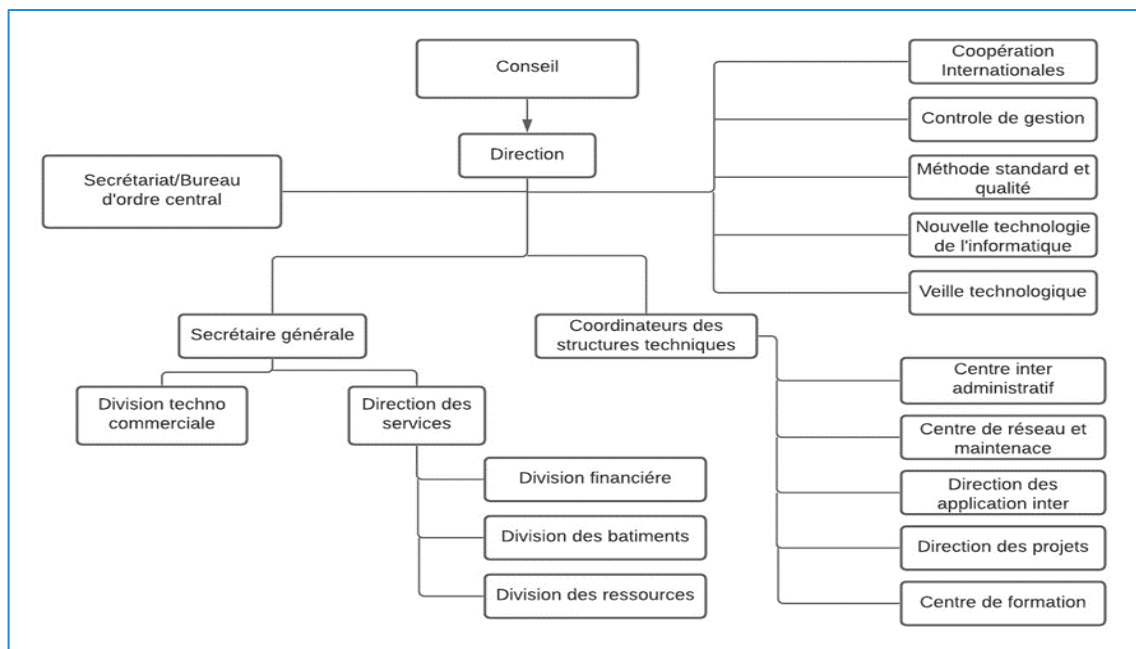 Conseil
Direction
Secrétariat/Bureau
d'ordre central
Coopération
Internationales
Controle de gestion
Méthode standard et
qualité
Nouvelle technologie
de l'informatique
Veille technologique
Secrétaire générale
Coordinateurs des
structures techniques
Division techno
commerciale
Direction des
services
Division financiére
Division des batiments
Division des ressources
Centre inter
administratif
Centre de réseau et
maintenace
Direction des
application inter
Direction des projets
Centre de formation